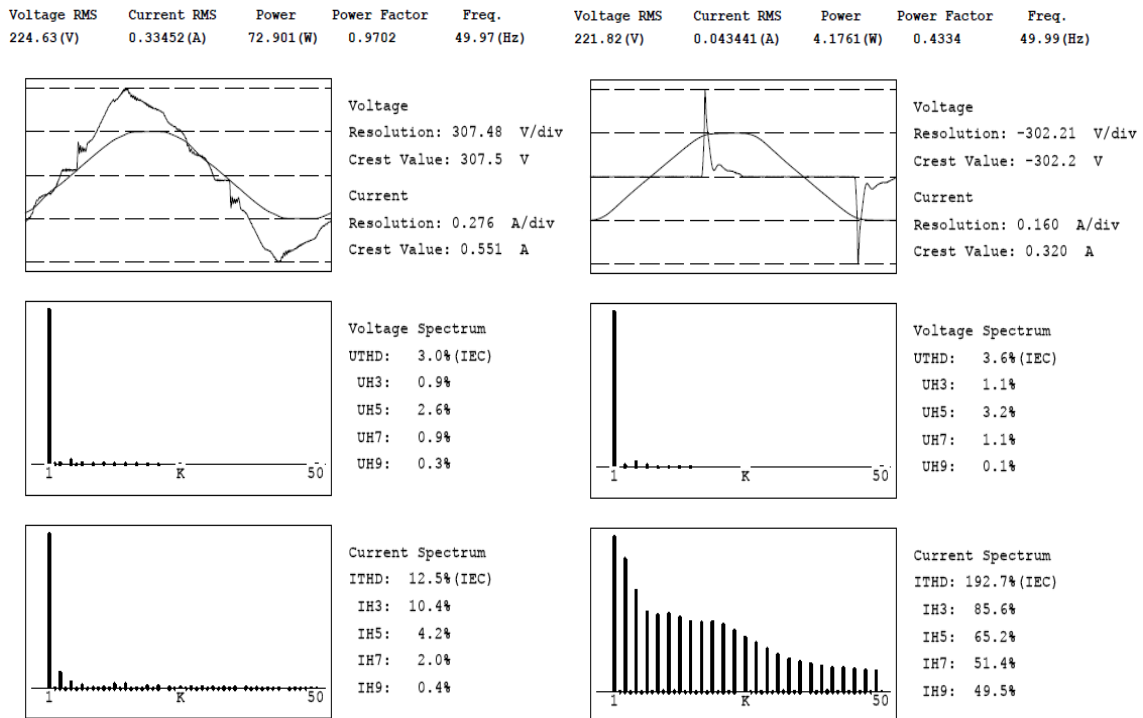 Voltage RMS Current RMS Power Power Factor Freq.
224.63(V) 0.33452(A) 72.901(W) 0.9702 49.97(Hz)
Voltage
Resolution: 307.48 V/div
Crest Value: 307.5 V
Current
Resolution: 0.276 A/div
Crest Value: 0.551 A
Voltage Spectrum
UTHD: 3.0%(IEC)
UH3: 0.9%
UH5: 2.6%
UH7: 0.9%
UH9: 0.3%
1 K 50
Current Spectrum
ITHD: 12.5%(IEC)
IH3: 10.4%
IH5: 4.2%
IH7: 2.0%
IH9: 0.4%
1 K 50
Voltage RMS Current RMS Power Power Factor Freq.
221.82(V) 0.043441(A) 4.1761(W) 0.4334 49.99(Hz)
Voltage
Resolution: -302.21 V/div
Crest Value: -302.2 V
Current
Resolution: 0.160 A/div
Crest Value: 0.320 A
Voltage Spectrum
UTHD: 3.6%(IEC)
UH3: 1.1%
UH5: 3.2%
UH7: 1.1%
UH9: 0.1%
1 K 50
Current Spectrum
ITHD: 192.7%(IEC)
IH3: 85.6%
IH5: 65.2%
IH7: 51.4%
IH9: 49.5%
1 K 50